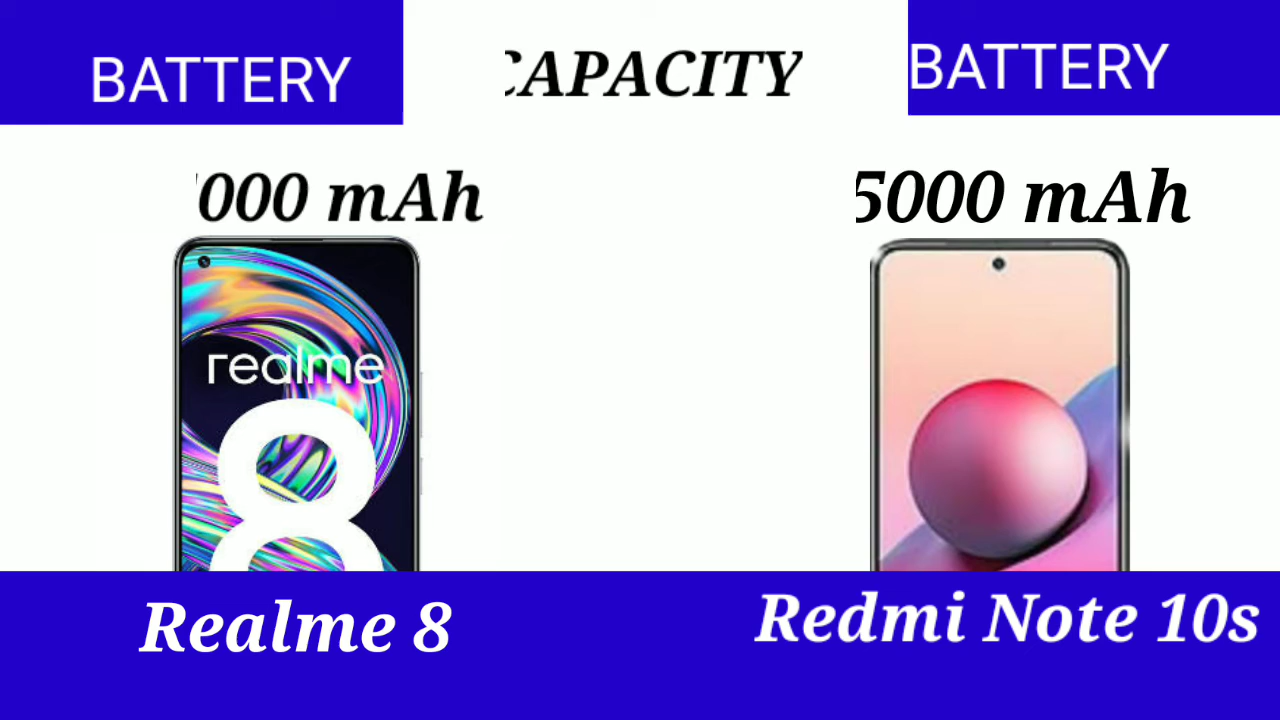 BATTERY
CAPACITY
BATTERY
000 mAh
5000 mAh
realme
8
Realme 8
Redmi Note 10s